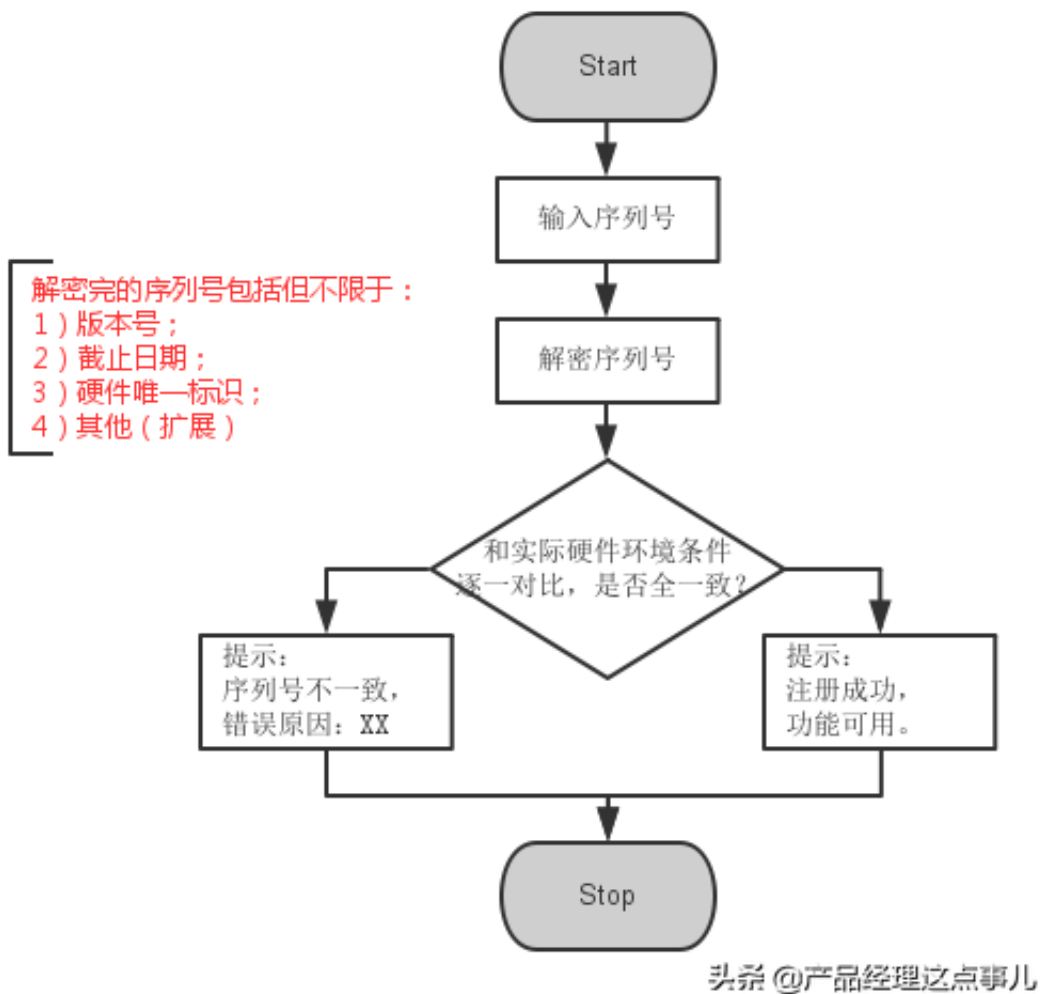 Start
输入序列号
解密完的序列号包括但不限于：
1）版本号；
2）截止日期；
3）硬件唯一标识；
4）其他（扩展）
解密序列号
和实际硬件环境条件
逐一对比，是否全一致？
提示：
序列号不一致，
错误原因：XX
提示：
注册成功，
功能可用。
Stop
头条 @产品经理这点事儿